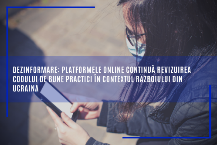 DEZINFORMARE: PLATFORMELE ONLINE CONTINUĂ REVIZUIREA
CODULUI DE BUNE PRACTICI ÎN CONTEXTUL RĂZBOIULUI DIN
UCRAINA